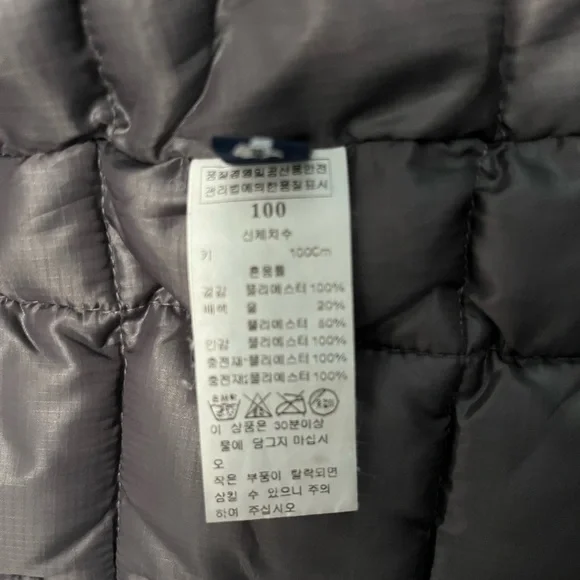 품질경영및공산품안전
관리법에의한품질표시
100
신체치수
키 100Cm
혼용률
겉감 폴리에스터 100%
배색 울 20%
폴리에스터 80%
안감 폴리에스터 100%
충전재1폴리에스터 100%
충전재2폴리에스터 100%
손세탁
이 상품은 30분이상
물에 담그지 마십시
오
작은 부품이 탈락되면
삼킬 수 있으니 주의
하여 주십시오